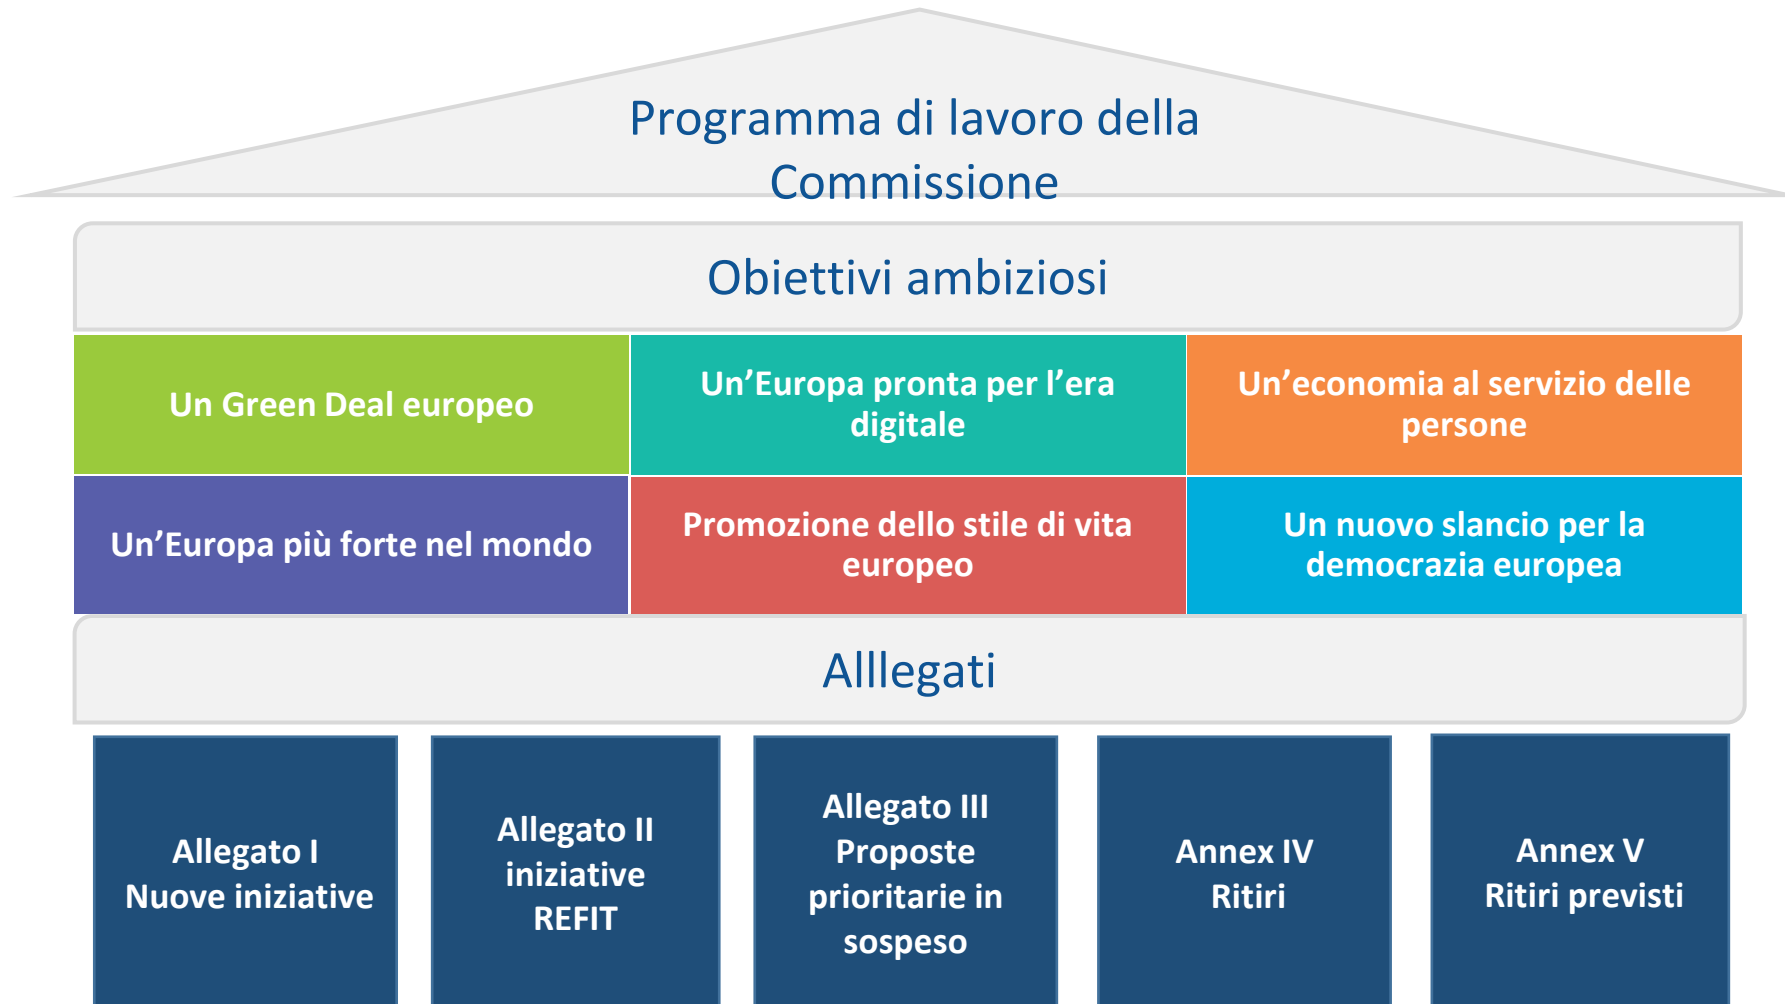 Programma di lavoro della
Commissione
Obiettivi ambiziosi
Un Green Deal europeo
Un’Europa pronta per l’era
digitale
Un’economia al servizio delle
persone
Un’Europa più forte nel mondo
Promozione dello stile di vita
europeo
Un nuovo slancio per la
democrazia europea
Alllegati
Allegato I
Nuove iniziative
Allegato II
iniziative
REFIT
Allegato III
Proposte
prioritarie in
sospeso
Annex IV
Ritiri
Annex V
Ritiri previsti